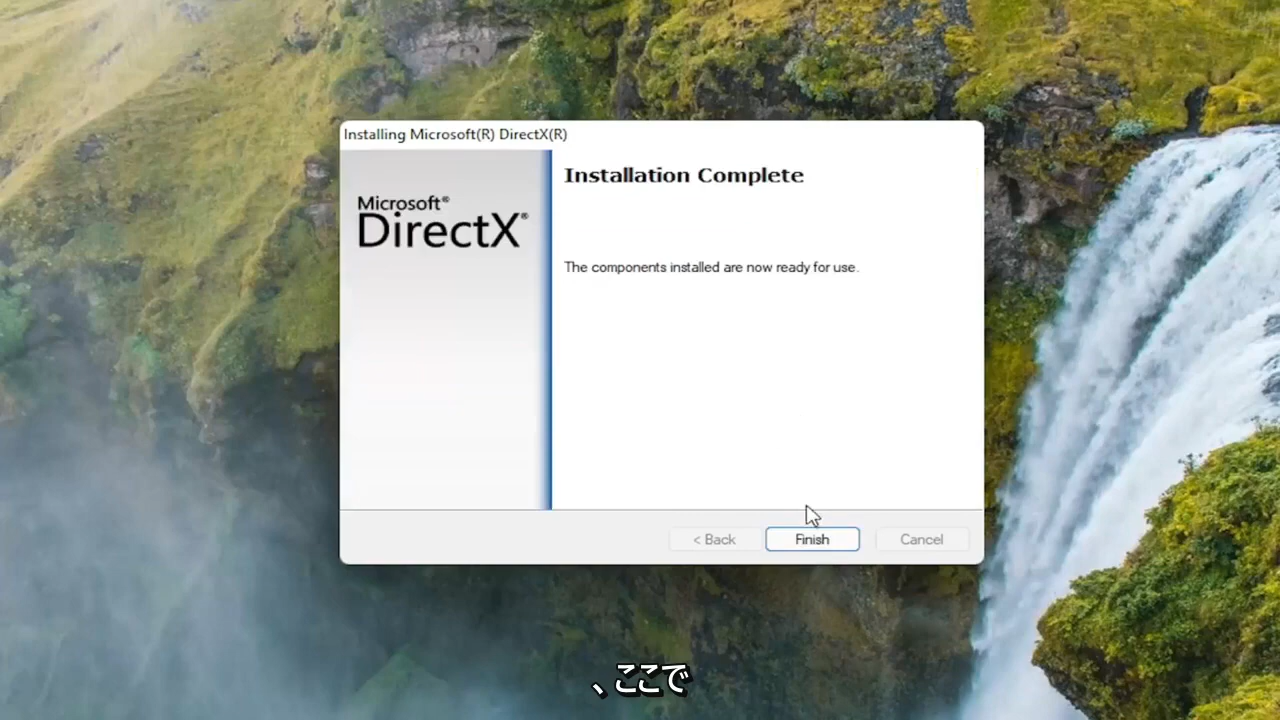 Installing Microsoft(R) DirectX(R)
Microsoft®
DirectX®
Installation Complete
The components installed are now ready for use.
< Back
Finish
Cancel
、ここで